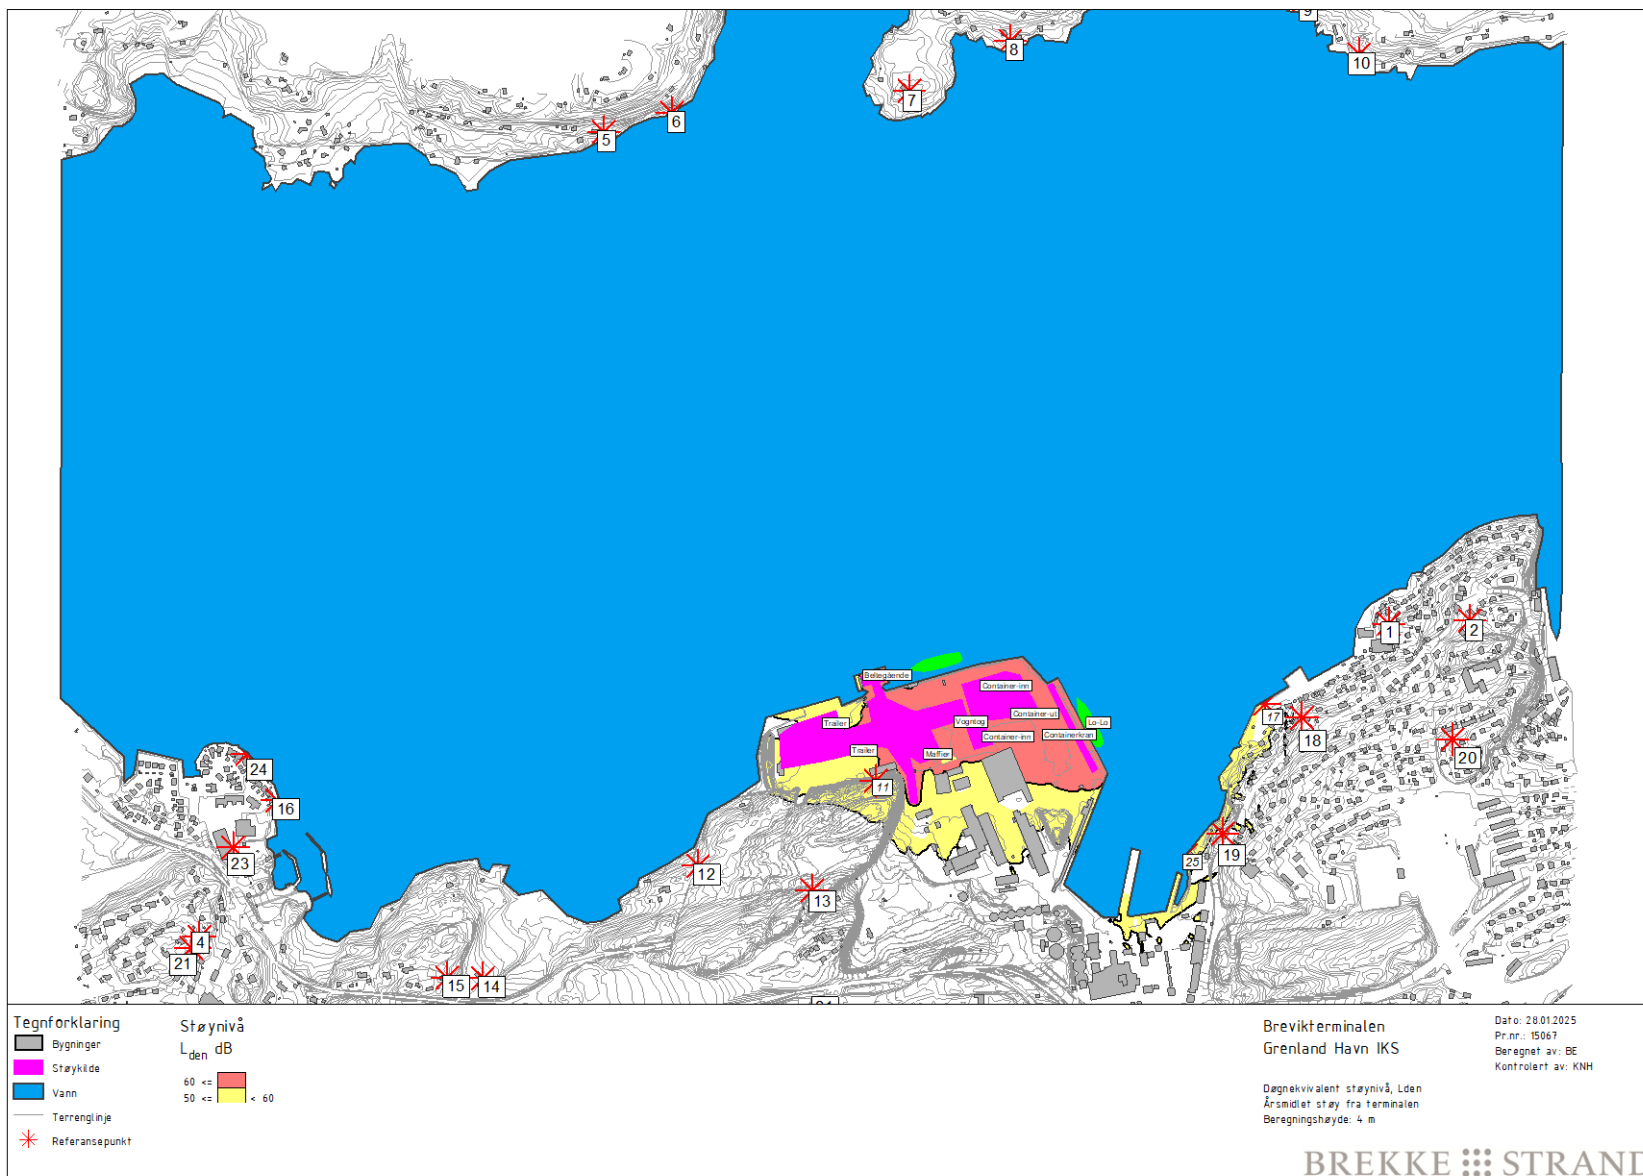 9
8
10
7
6
5
1
2
Beltegående
Container-inn
Trailer
Vogntog
Container-ut
Lo-Lo
17
Container-inn
Containerkran
18
Trailer
Maffier
20
24
11
16
19
23
25
12
13
4
21
15
14
Tegnforklaring
Bygninger
Støykilde
Vann
Terrenglinje
Referansepunkt
Støynivå
Lden dB
60 <=
50 <= < 60
Brevikterminalen
Grenland Havn IKS
Døgnekvivalent støynivå, Lden
Årsmidlet støy fra terminalen
Beregningshøyde: 4 m
Dato: 28.01.2025
Pr.nr.: 15067
Beregnet av: BE
Kontrolert av: KNH
BREKKE STRAND